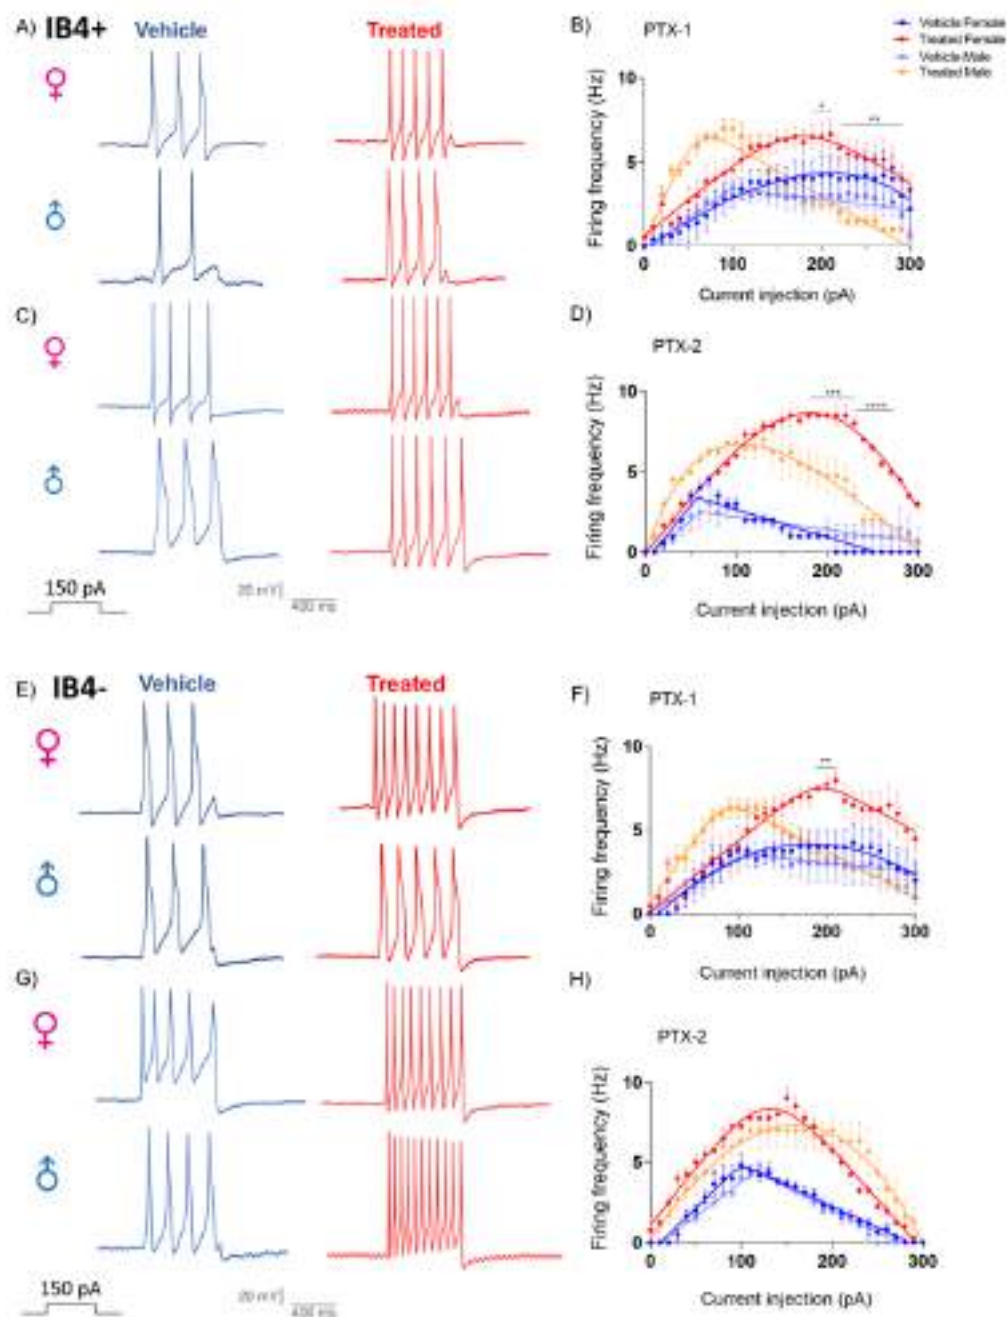 A) IB4+ Vehicle Treated
♀
♂
C)
♀
♂
150 pA
20 mV
400 ms
B) PTX-1
Vehicle Female
Treated Female
Vehicle Male
Treated Male
Firing frequency (Hz)
10
5
0
0 100 200 300
* **
Current injection (pA)
D)
PTX-2
Firing frequency (Hz)
10
5
0
0 100 200 300
*** ****
Current injection (pA)
E) IB4- Vehicle Treated
♀
♂
G)
♀
♂
150 pA
20 mV
400 ms
F) PTX-1
Firing frequency (Hz)
10
5
0
0 100 200 300
**
Current injection (pA)
H)
PTX-2
Firing frequency (Hz)
10
5
0
0 100 200 300
Current injection (pA)